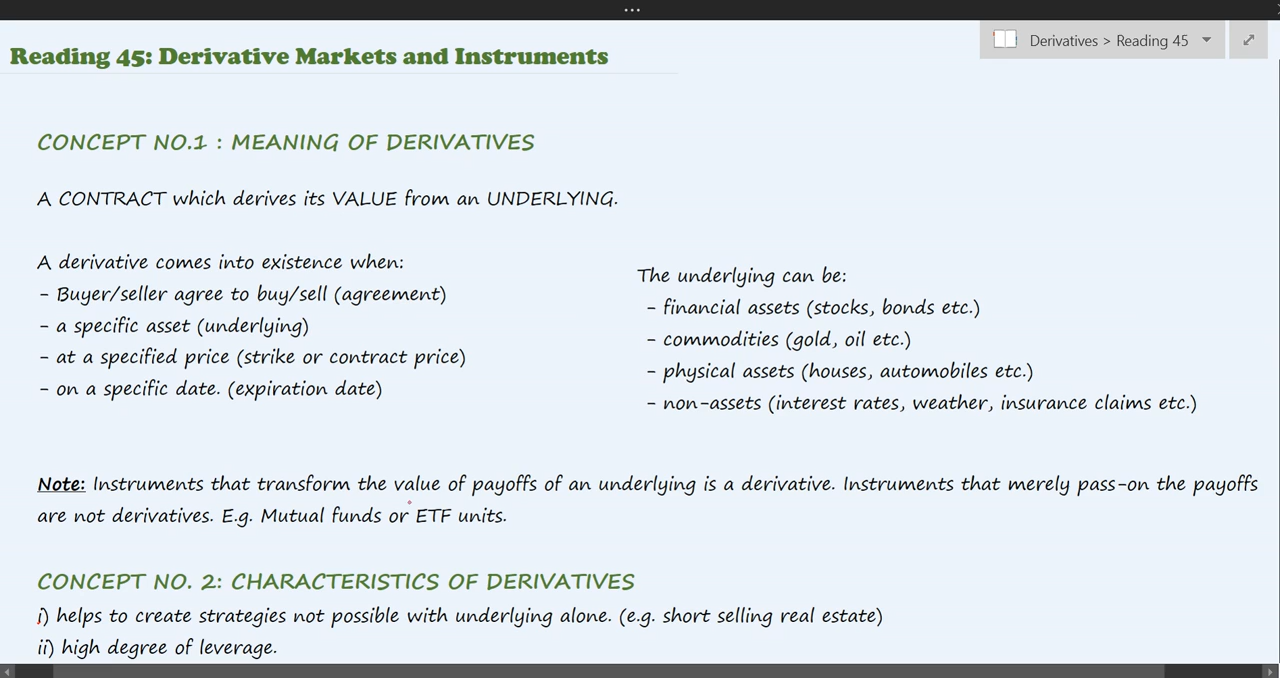 ...
Derivatives > Reading 45
Reading 45: Derivative Markets and Instruments
CONCEPT NO.1 : MEANING OF DERIVATIVES
A CONTRACT which derives its VALUE from an UNDERLYING.
A derivative comes into existence when:
- Buyer/seller agree to buy/sell (agreement)
- a specific asset (underlying)
- at a specified price (strike or contract price)
- on a specific date. (expiration date)
The underlying can be:
- financial assets (stocks, bonds etc.)
- commodities (gold, oil etc.)
- physical assets (houses, automobiles etc.)
- non-assets (interest rates, weather, insurance claims etc.)
Note: Instruments that transform the value of payoffs of an underlying is a derivative. Instruments that merely pass-on the payoffs
are not derivatives. E.g. Mutual funds or ETF units.
CONCEPT NO. 2: CHARACTERISTICS OF DERIVATIVES
i) helps to create strategies not possible with underlying alone. (e.g. short selling real estate)
ii) high degree of leverage.